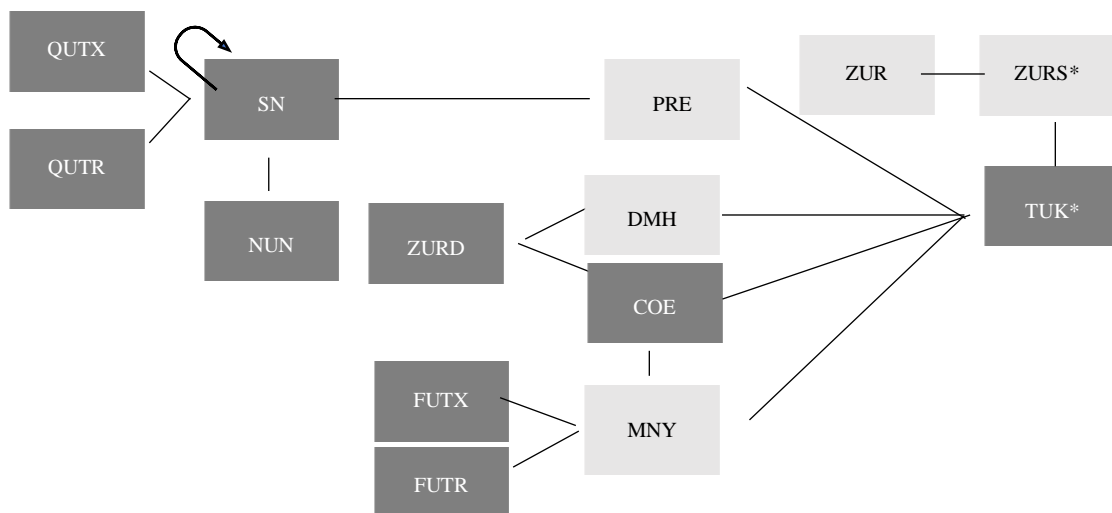 QUTX
SN
PRE
ZUR
ZURS*
QUTR
NUN
ZURD
DMH
TUK*
COE
FUTX
MNY
FUTR